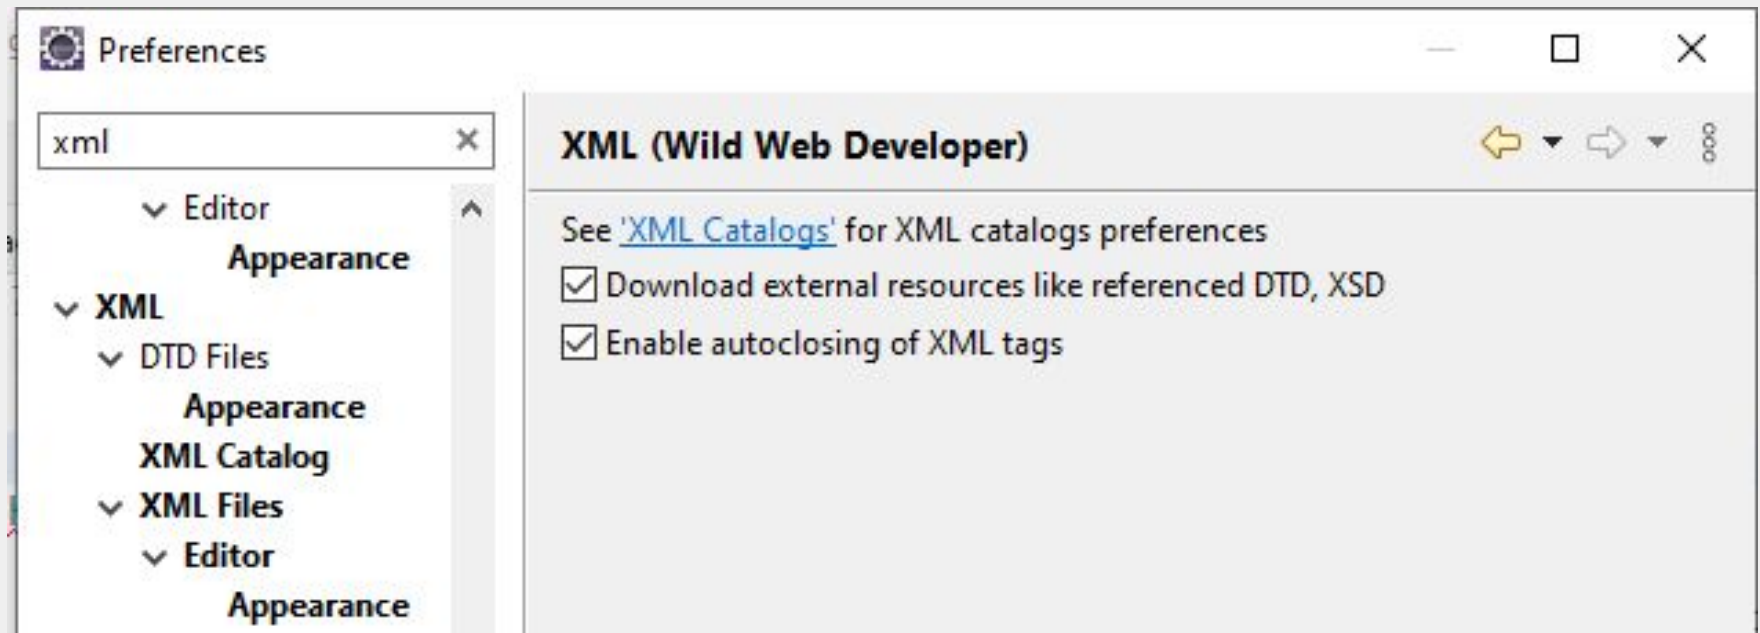 Preferences
xml
Editor
Appearance
XML
DTD Files
Appearance
XML Catalog
XML Files
Editor
Appearance
XML (Wild Web Developer)
See 'XML Catalogs' for XML catalogs preferences
Download external resources like referenced DTD, XSD
Enable autoclosing of XML tags